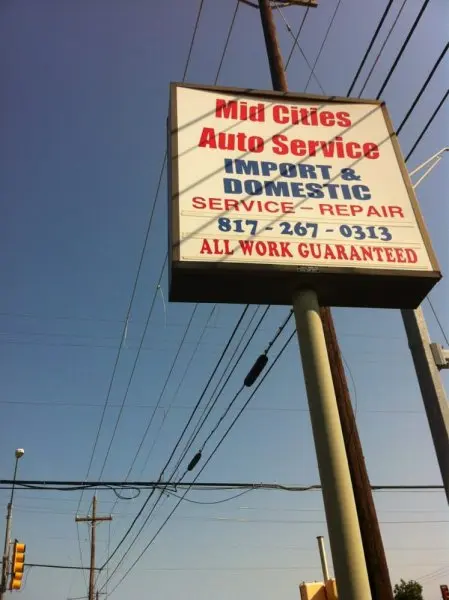 Mid Cities
Auto Service
IMPORT &
DOMESTIC
SERVICE - REPAIR
817 - 267 - 0313
ALL WORK GUARANTEED